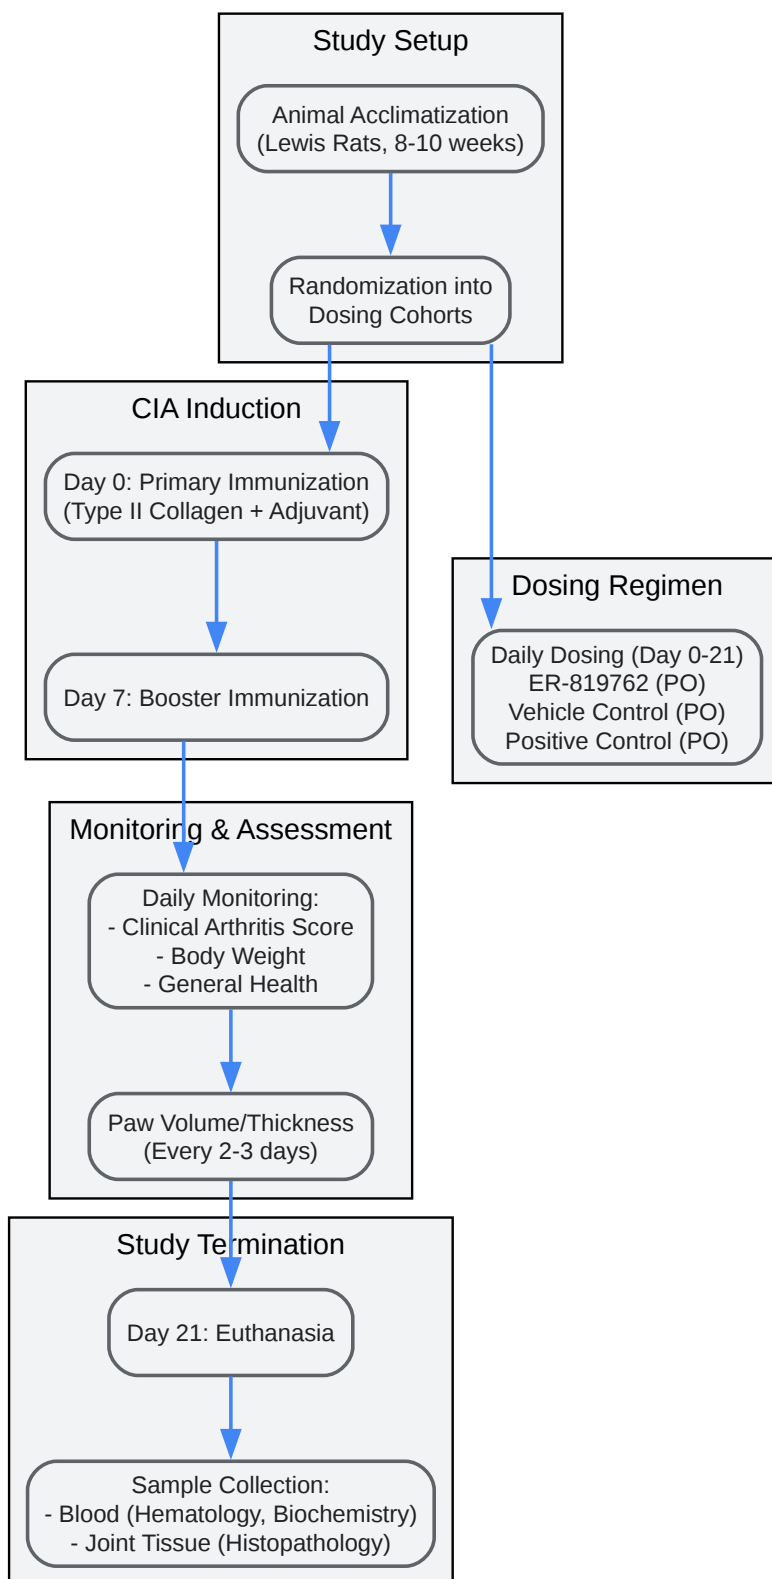 Study Setup
Animal Acclimatization
(Lewis Rats, 8-10 weeks)
Randomization into
Dosing Cohorts
CIA Induction
Day 0: Primary Immunization
(Type II Collagen + Adjuvant)
Day 7: Booster Immunization
Dosing Regimen
Daily Dosing (Day 0-21)
ER-819762 (PO)
Vehicle Control (PO)
Positive Control (PO)
Monitoring & Assessment
Daily Monitoring:
- Clinical Arthritis Score
- Body Weight
- General Health
Paw Volume/Thickness
(Every 2-3 days)
Study Termination
Day 21: Euthanasia
Sample Collection:
- Blood (Hematology, Biochemistry)
- Joint Tissue (Histopathology)